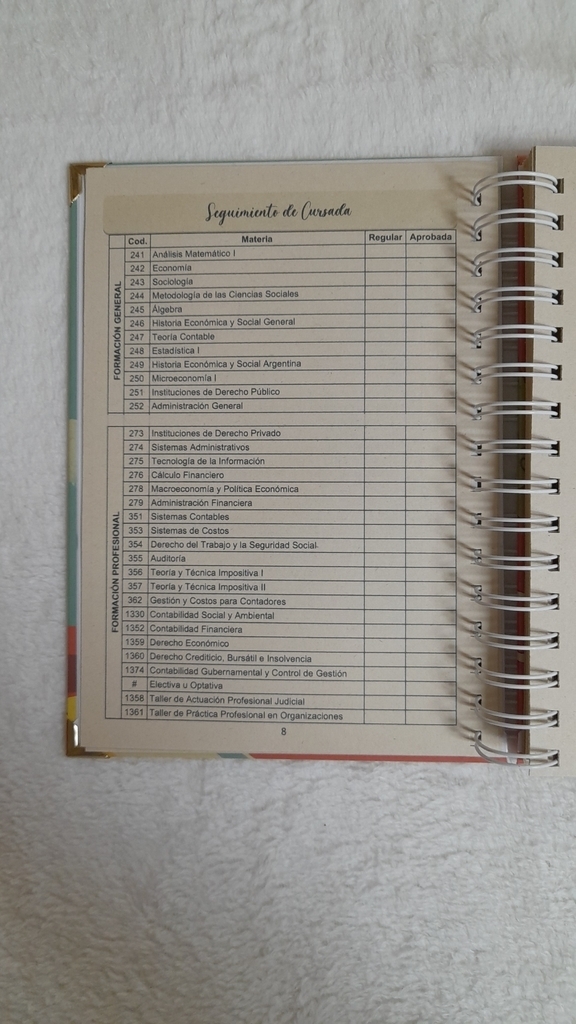 Seguimiento de Cursada
Cod. Materia Regular Aprobada
FORMACIÓN GENERAL
241 Análisis Matemático I
242 Economía
243 Sociología
244 Metodología de las Ciencias Sociales
245 Álgebra
246 Historia Económica y Social General
247 Teoría Contable
248 Estadística I
249 Historia Económica y Social Argentina
250 Microeconomía I
251 Instituciones de Derecho Público
252 Administración General
FORMACIÓN PROFESIONAL
273 Instituciones de Derecho Privado
274 Sistemas Administrativos
275 Tecnología de la Información
276 Cálculo Financiero
278 Macroeconomía y Política Económica
279 Administración Financiera
351 Sistemas Contables
353 Sistemas de Costos
354 Derecho del Trabajo y la Seguridad Social
355 Auditoría
356 Teoría y Técnica Impositiva I
357 Teoría y Técnica Impositiva II
362 Gestión y Costos para Contadores
1330 Contabilidad Social y Ambiental
1352 Contabilidad Financiera
1359 Derecho Económico
1360 Derecho Crediticio, Bursátil e Insolvencia
1374 Contabilidad Gubernamental y Control de Gestión
# Electiva u Optativa
1358 Taller de Actuación Profesional Judicial
1361 Taller de Práctica Profesional en Organizaciones
8